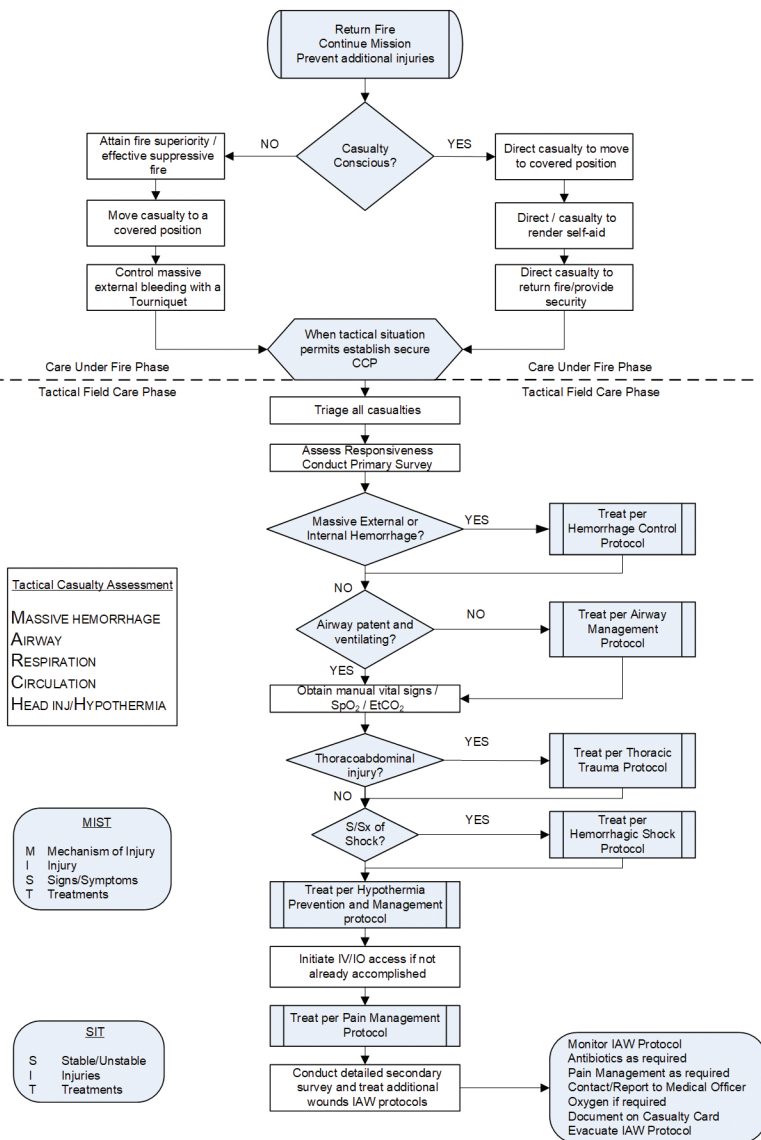 Return Fire
Continue Mission
Prevent additional injuries
Casualty
Conscious?
NO
YES
Attain fire superiority /
effective suppressive
fire
Move casualty to a
covered position
Control massive
external bleeding with a
Tourniquet
Direct casualty to move
to covered position
Direct / casualty to
render self-aid
Direct casualty to
return fire/provide
security
When tactical situation
permits establish secure
CCP
Care Under Fire Phase
Care Under Fire Phase
Tactical Field Care Phase
Tactical Field Care Phase
Triage all casualties
Assess Responsiveness
Conduct Primary Survey
Massive External or
Internal Hemorrhage?
YES
Treat per
Hemorrhage Control
Protocol
NO
Airway patent and
ventilating?
NO
Treat per Airway
Management
Protocol
YES
Obtain manual vital signs /
SpO₂ / EtCO₂
Thoracoabdominal
injury?
YES
Treat per Thoracic
Trauma Protocol
NO
S/Sx of
Shock?
YES
Treat per
Hemorrhagic Shock
Protocol
Treat per Hypothermia
Prevention and Management
protocol
Initiate IV/IO access if not
already accomplished
Treat per Pain Management
Protocol
Conduct detailed secondary
survey and treat additional
wounds IAW protocols
Monitor IAW Protocol
Antibiotics as required
Pain Management as required
Contact/Report to Medical Officer
Oxygen if required
Document on Casualty Card
Evacuate IAW Protocol
Tactical Casualty Assessment
MASSIVE HEMORRHAGE
AIRWAY
RESPIRATION
CIRCULATION
HEAD INJ/HYPOTHERMIA
MIST
M Mechanism of Injury
I Injury
S Signs/Symptoms
T Treatments
SIT
S Stable/Unstable
I Injuries
T Treatments